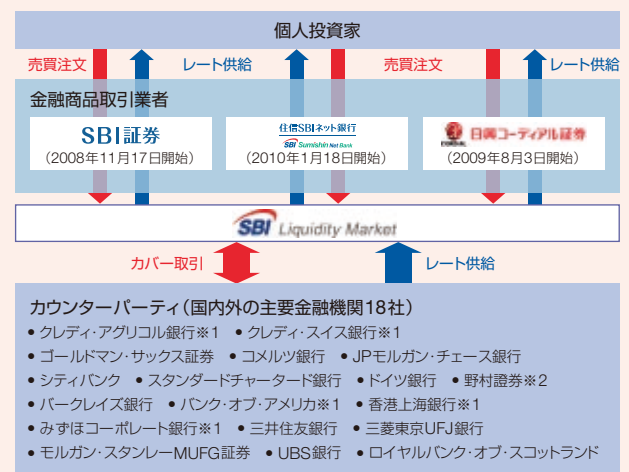 個人投資家
売買注文 レート供給 売買注文 レート供給
金融商品取引業者
SBI証券
(2008年11月17日開始)
住信SBIネット銀行
SBI Sumishin Net Bank
(2010年1月18日開始)
日興コーディアル証券
(2009年8月3日開始)
SBI Liquidity Market
カバー取引 レート供給
カウンターパーティ(国内外の主要金融機関18社)
● クレディ・アグリコル銀行※1 ● クレディ・スイス銀行※1
● ゴールドマン・サックス証券 ● コメルツ銀行 ● JPモルガン・チェース銀行
● シティバンク ● スタンダードチャータード銀行 ● ドイツ銀行 ● 野村證券※2
● バークレイズ銀行 ● バンク・オブ・アメリカ※1 ● 香港上海銀行※1
● みずほコーポレート銀行※1 ● 三井住友銀行 ● 三菱東京UFJ銀行
● モルガン・スタンレーMUFG証券 ● UBS銀行 ● ロイヤルバンク・オブ・スコットランド